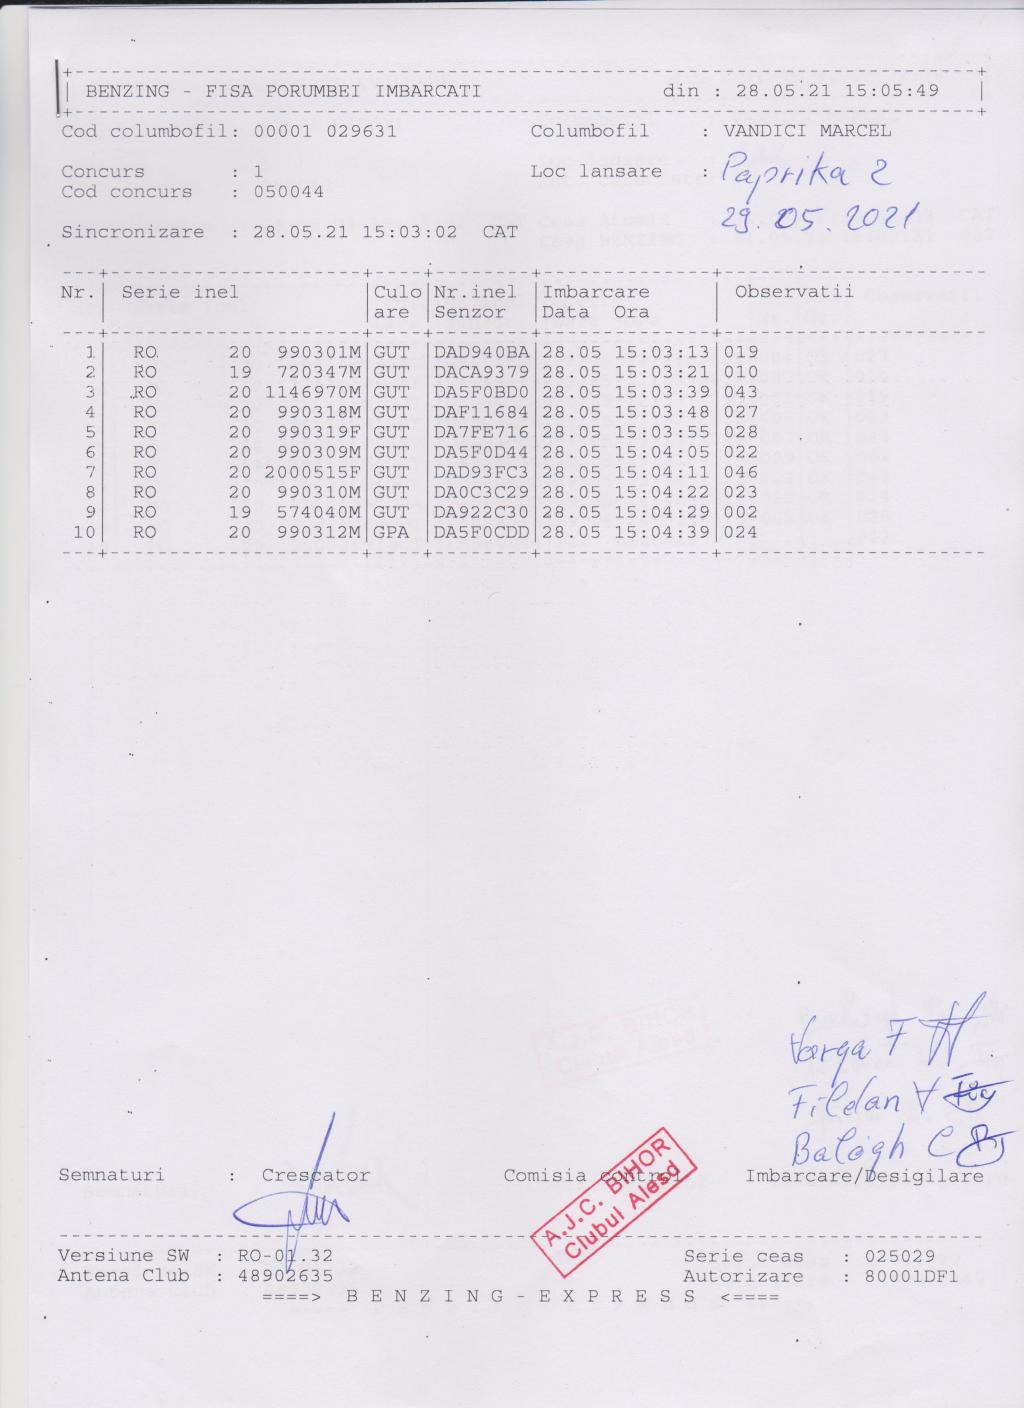 BENZING - FISA PORUMBEI IMBARCATI din : 28.05.21 15:05:49
Cod columbofil: 00001 029631 Columbofil : VANDICI MARCEL
Concurs : 1 Loc lansare : Paprika 2
Cod concurs : 050044
29.05.2021
Sincronizare : 28.05.21 15:03:02 CAT
Nr. Serie inel Culo Nr.inel Imbarcare Observatii
are Senzor Data Ora
1 RO 20 990301M GUT DAD940BA 28.05 15:03:13 019
2 RO 19 720347M GUT DACA9379 28.05 15:03:21 010
3 RO 20 1146970M GUT DA5F0BD0 28.05 15:03:39 043
4 RO 20 990318M GUT DAF11684 28.05 15:03:48 027
5 RO 20 990319F GUT DA7FE716 28.05 15:03:55 028
6 RO 20 990309M GUT DA5F0D44 28.05 15:04:05 022
7 RO 20 2000515F GUT DAD93FC3 28.05 15:04:11 046
8 RO 20 990310M GUT DA0C3C29 28.05 15:04:22 023
9 RO 19 574040M GUT DA922C30 28.05 15:04:29 002
10 RO 20 990312M GPA DA5F0CDD 28.05 15:04:39 024
Varga F
Fildan V
Balogh C
Semnaturi : Crescator Comisia control Imbarcare/Desigilare
A.J.C. BIHOR
Clubul Alesd
Versiune SW : RO-01.32 Serie ceas : 025029
Antena Club : 48902635 Autorizare : 80001DF1
====> B E N Z I N G - E X P R E S S <====